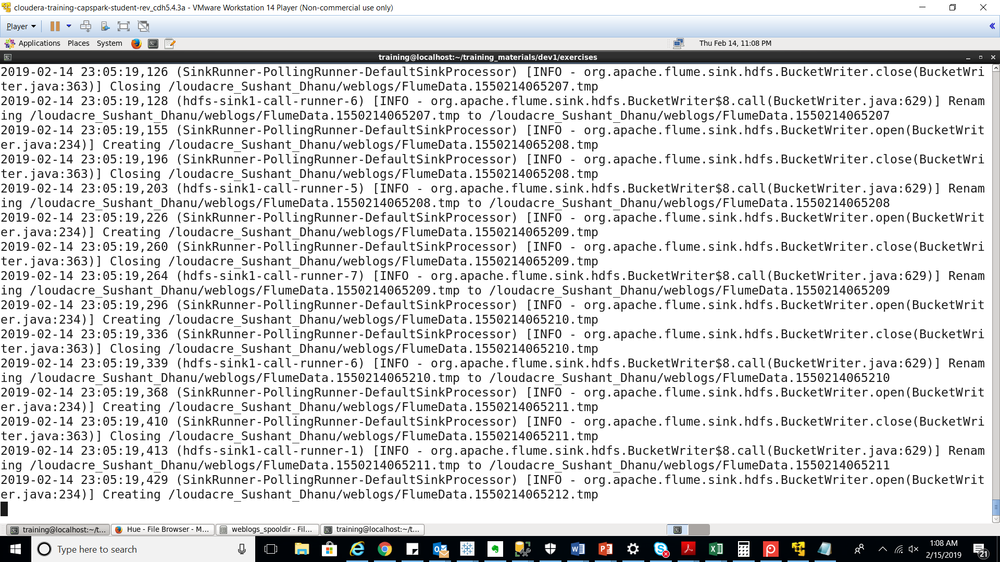 cloudera-training-capspark-student-rev_cdh5.4.3a - VMware Workstation 14 Player (Non-commercial use only)
Player
Applications Places System Thu Feb 14, 11:08 PM
training@localhost:~/training_materials/dev1/exercises
2019-02-14 23:05:19,126 (SinkRunner-PollingRunner-DefaultSinkProcessor) [INFO - org.apache.flume.sink.hdfs.BucketWriter.close(BucketWri
ter.java:363)] Closing /loudacre_Sushant_Dhanu/weblogs/FlumeData.1550214065207.tmp
2019-02-14 23:05:19,128 (hdfs-sink1-call-runner-6) [INFO - org.apache.flume.sink.hdfs.BucketWriter$8.call(BucketWriter.java:629)] Renam
ing /loudacre_Sushant_Dhanu/weblogs/FlumeData.1550214065207.tmp to /loudacre_Sushant_Dhanu/weblogs/FlumeData.1550214065207
2019-02-14 23:05:19,155 (SinkRunner-PollingRunner-DefaultSinkProcessor) [INFO - org.apache.flume.sink.hdfs.BucketWriter.open(BucketWrit
er.java:234)] Creating /loudacre_Sushant_Dhanu/weblogs/FlumeData.1550214065208.tmp
2019-02-14 23:05:19,196 (SinkRunner-PollingRunner-DefaultSinkProcessor) [INFO - org.apache.flume.sink.hdfs.BucketWriter.close(BucketWri
ter.java:363)] Closing /loudacre_Sushant_Dhanu/weblogs/FlumeData.1550214065208.tmp
2019-02-14 23:05:19,203 (hdfs-sink1-call-runner-5) [INFO - org.apache.flume.sink.hdfs.BucketWriter$8.call(BucketWriter.java:629)] Renam
ing /loudacre_Sushant_Dhanu/weblogs/FlumeData.1550214065208.tmp to /loudacre_Sushant_Dhanu/weblogs/FlumeData.1550214065208
2019-02-14 23:05:19,226 (SinkRunner-PollingRunner-DefaultSinkProcessor) [INFO - org.apache.flume.sink.hdfs.BucketWriter.open(BucketWrit
er.java:234)] Creating /loudacre_Sushant_Dhanu/weblogs/FlumeData.1550214065209.tmp
2019-02-14 23:05:19,260 (SinkRunner-PollingRunner-DefaultSinkProcessor) [INFO - org.apache.flume.sink.hdfs.BucketWriter.close(BucketWri
ter.java:363)] Closing /loudacre_Sushant_Dhanu/weblogs/FlumeData.1550214065209.tmp
2019-02-14 23:05:19,264 (hdfs-sink1-call-runner-7) [INFO - org.apache.flume.sink.hdfs.BucketWriter$8.call(BucketWriter.java:629)] Renam
ing /loudacre_Sushant_Dhanu/weblogs/FlumeData.1550214065209.tmp to /loudacre_Sushant_Dhanu/weblogs/FlumeData.1550214065209
2019-02-14 23:05:19,296 (SinkRunner-PollingRunner-DefaultSinkProcessor) [INFO - org.apache.flume.sink.hdfs.BucketWriter.open(BucketWrit
er.java:234)] Creating /loudacre_Sushant_Dhanu/weblogs/FlumeData.1550214065210.tmp
2019-02-14 23:05:19,336 (SinkRunner-PollingRunner-DefaultSinkProcessor) [INFO - org.apache.flume.sink.hdfs.BucketWriter.close(BucketWri
ter.java:363)] Closing /loudacre_Sushant_Dhanu/weblogs/FlumeData.1550214065210.tmp
2019-02-14 23:05:19,339 (hdfs-sink1-call-runner-6) [INFO - org.apache.flume.sink.hdfs.BucketWriter$8.call(BucketWriter.java:629)] Renam
ing /loudacre_Sushant_Dhanu/weblogs/FlumeData.1550214065210.tmp to /loudacre_Sushant_Dhanu/weblogs/FlumeData.1550214065210
2019-02-14 23:05:19,368 (SinkRunner-PollingRunner-DefaultSinkProcessor) [INFO - org.apache.flume.sink.hdfs.BucketWriter.open(BucketWrit
er.java:234)] Creating /loudacre_Sushant_Dhanu/weblogs/FlumeData.1550214065211.tmp
2019-02-14 23:05:19,410 (SinkRunner-PollingRunner-DefaultSinkProcessor) [INFO - org.apache.flume.sink.hdfs.BucketWriter.close(BucketWri
ter.java:363)] Closing /loudacre_Sushant_Dhanu/weblogs/FlumeData.1550214065211.tmp
2019-02-14 23:05:19,413 (hdfs-sink1-call-runner-1) [INFO - org.apache.flume.sink.hdfs.BucketWriter$8.call(BucketWriter.java:629)] Renam
ing /loudacre_Sushant_Dhanu/weblogs/FlumeData.1550214065211.tmp to /loudacre_Sushant_Dhanu/weblogs/FlumeData.1550214065211
2019-02-14 23:05:19,429 (SinkRunner-PollingRunner-DefaultSinkProcessor) [INFO - org.apache.flume.sink.hdfs.BucketWriter.open(BucketWrit
er.java:234)] Creating /loudacre_Sushant_Dhanu/weblogs/FlumeData.1550214065212.tmp
training@localhost:~/t... Hue - File Browser - M... weblogs_spooldir - Fil... training@localhost:~/t...
Type here to search
1:08 AM
2/15/2019
21